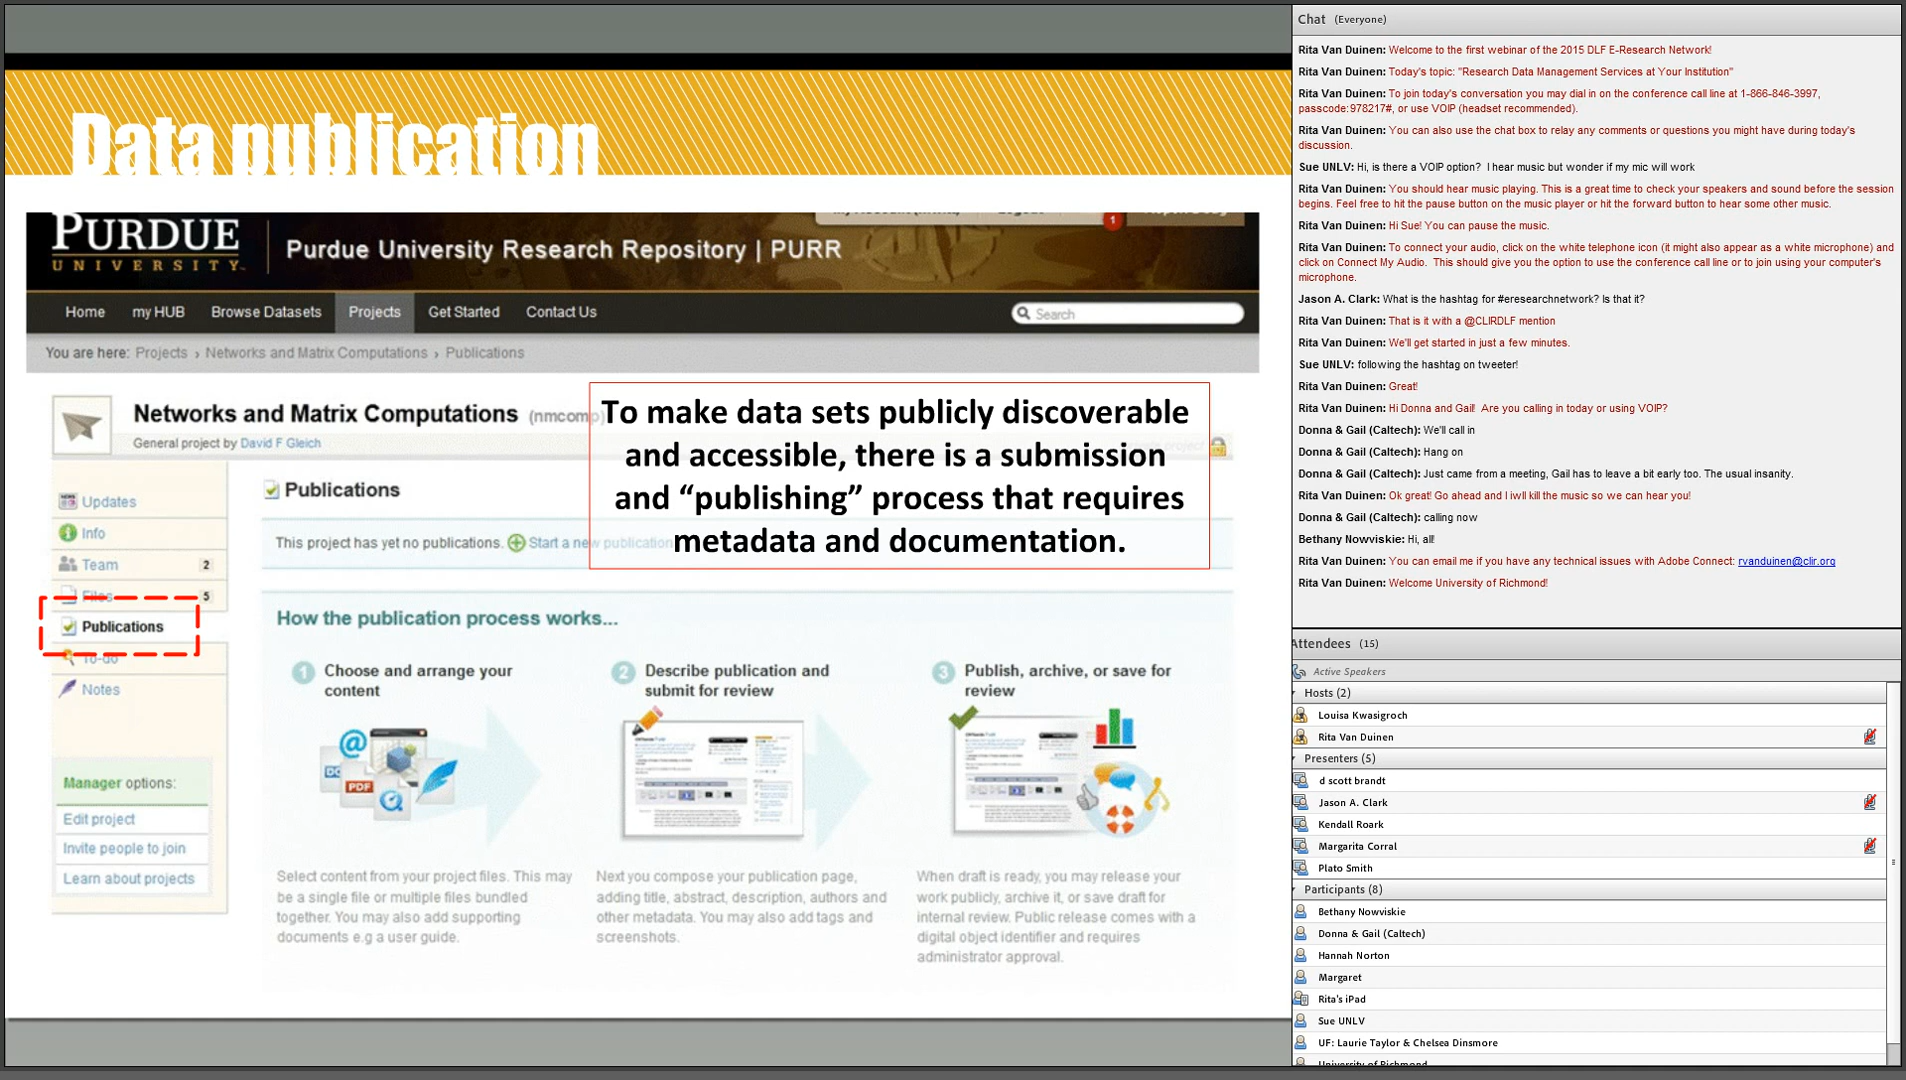 Data publication
PURDUE
UNIVERSITY
Purdue University Research Repository | PURR
1
Home
myHUB
Browse Datasets
Projects
Get Started
Contact Us
Search
You are here: Projects › Networks and Matrix Computations › Publications
Networks and Matrix Computations (nmcomp)
General project by David F Gleich
To make data sets publicly discoverable
and accessible, there is a submission
and “publishing” process that requires
metadata and documentation.
Updates
Info
Team 2
Files 5
Publications
To-do
Notes
Manager options:
Edit project
Invite people to join
Learn about projects
Publications
This project has yet no publications. Start a new publication
How the publication process works...
1 Choose and arrange your
content
Select content from your project files. This may
be a single file or multiple files bundled
together. You may also add supporting
documents e.g a user guide.
2 Describe publication and
submit for review
Next you compose your publication page,
adding title, abstract, description, authors and
other metadata. You may also add tags and
screenshots.
3 Publish, archive, or save for
review
When draft is ready, you may release your
work publicly, archive it, or save draft for
internal review. Public release comes with a
digital object identifier and requires
administrator approval.
PDF
Chat (Everyone)
Rita Van Duinen: Welcome to the first webinar of the 2015 DLF E-Research Network!
Rita Van Duinen: Today's topic: "Research Data Management Services at Your Institution"
Rita Van Duinen: To join today's conversation you may dial in on the conference call line at 1-866-846-3997,
passcode:978217#, or use VOIP (headset recommended).
Rita Van Duinen: You can also use the chat box to relay any comments or questions you might have during today's
discussion.
Sue UNLV: Hi, is there a VOIP option? I hear music but wonder if my mic will work
Rita Van Duinen: You should hear music playing. This is a great time to check your speakers and sound before the session
begins. Feel free to hit the pause button on the music player or hit the forward button to hear some other music.
Rita Van Duinen: Hi Sue! You can pause the music.
Rita Van Duinen: To connect your audio, click on the white telephone icon (it might also appear as a white microphone) and
click on Connect My Audio. This should give you the option to use the conference call line or to join using your computer's
microphone.
Jason A. Clark: What is the hashtag for #eresearchnetwork? Is that it?
Rita Van Duinen: That is it with a @CLIRDLF mention
Rita Van Duinen: We'll get started in just a few minutes.
Sue UNLV: following the hashtag on tweeter!
Rita Van Duinen: Great!
Rita Van Duinen: Hi Donna and Gail! Are you calling in today or using VOIP?
Donna & Gail (Caltech): We'll call in
Donna & Gail (Caltech): Hang on
Donna & Gail (Caltech): Just came from a meeting, Gail has to leave a bit early too. The usual insanity.
Rita Van Duinen: Ok great! Go ahead and I iwll kill the music so we can hear you!
Donna & Gail (Caltech): calling now
Bethany Nowviskie: Hi, all!
Rita Van Duinen: You can email me if you have any technical issues with Adobe Connect: rvanduinen@clir.org
Rita Van Duinen: Welcome University of Richmond!
Attendees (15)
Active Speakers
Hosts (2)
Louisa Kwasigroch
Rita Van Duinen
Presenters (5)
d scott brandt
Jason A. Clark
Kendall Roark
Margarita Corral
Plato Smith
Participants (8)
Bethany Nowviskie
Donna & Gail (Caltech)
Hannah Norton
Margaret
Rita's iPad
Sue UNLV
UF: Laurie Taylor & Chelsea Dinsmore
University of Richmond